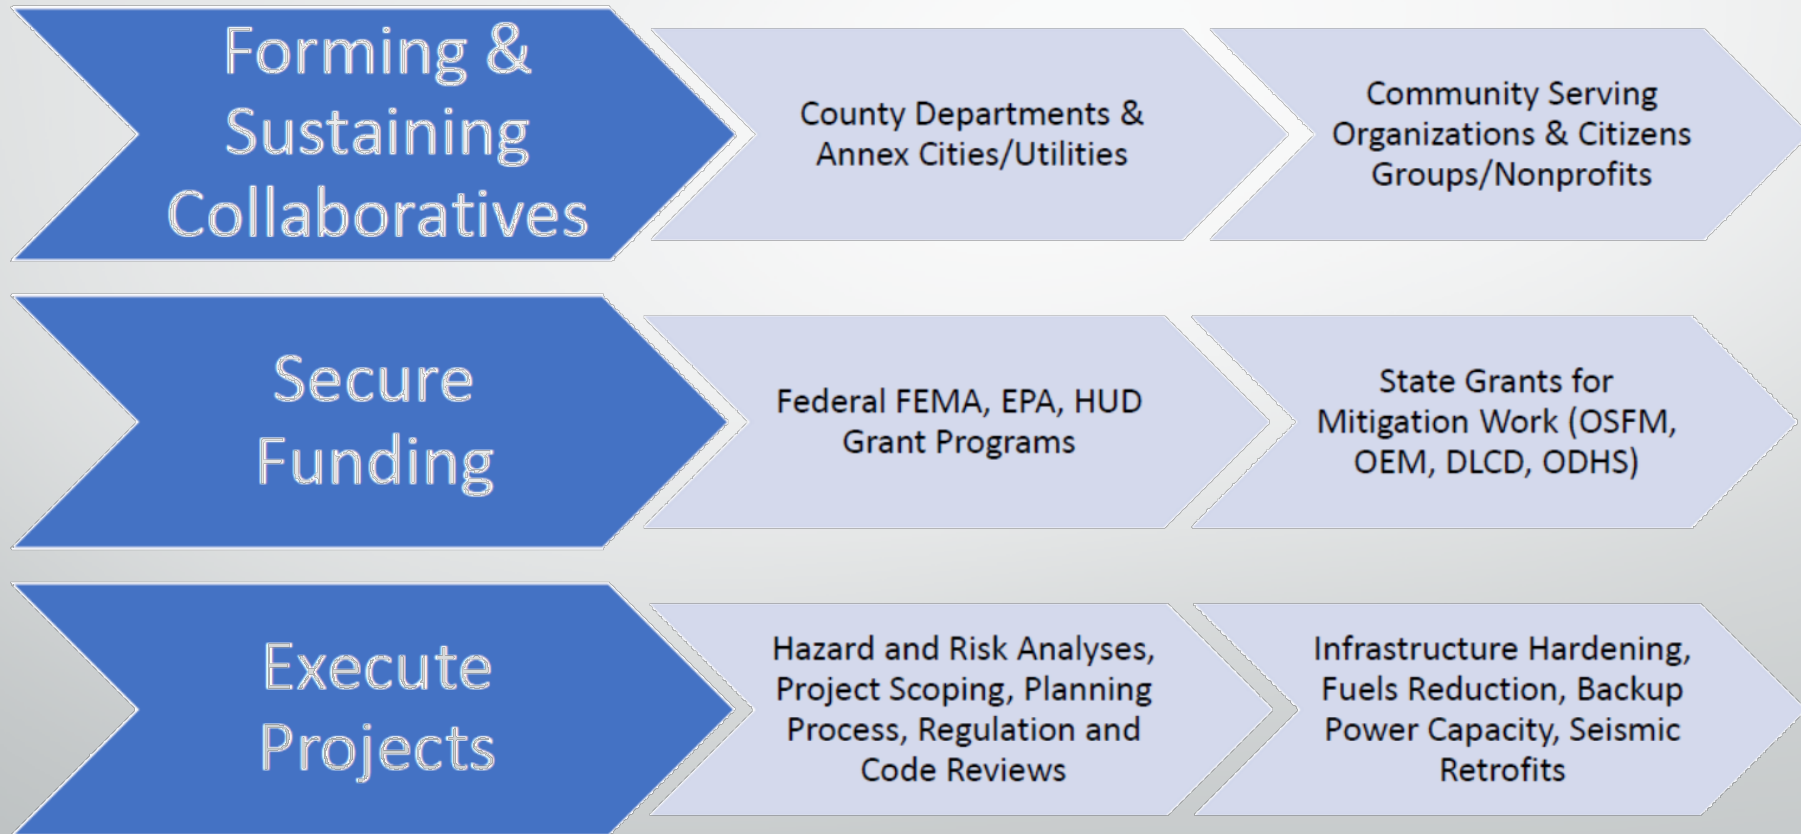 Forming &
Sustaining
Collaboratives
County Departments &
Annex Cities/Utilities
Community Serving
Organizations & Citizens
Groups/Nonprofits
Secure
Funding
Federal FEMA, EPA, HUD
Grant Programs
State Grants for
Mitigation Work (OSFM,
OEM, DLCD, ODHS)
Execute
Projects
Hazard and Risk Analyses,
Project Scoping, Planning
Process, Regulation and
Code Reviews
Infrastructure Hardening,
Fuels Reduction, Backup
Power Capacity, Seismic
Retrofits